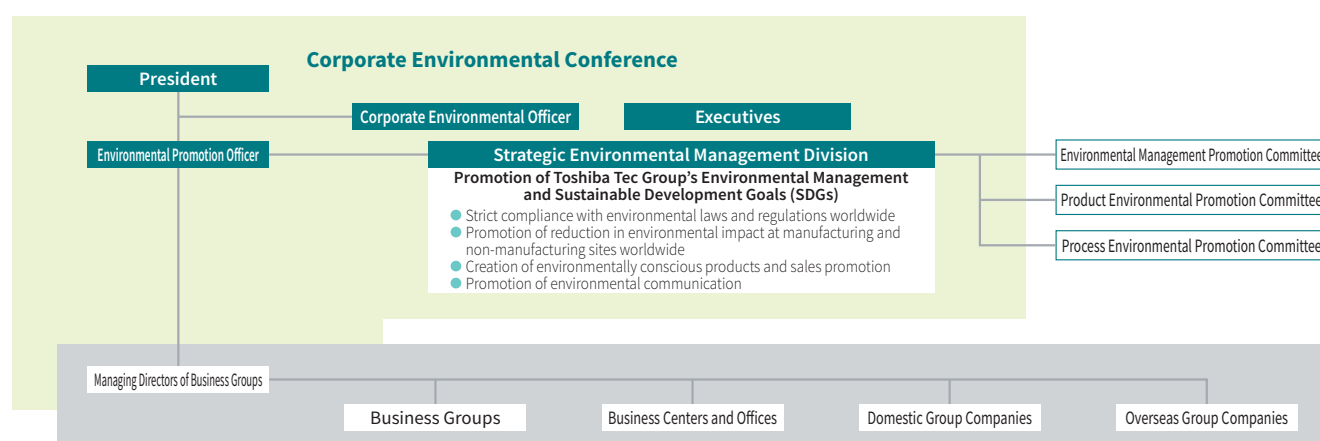 Corporate Environmental Conference
President
Corporate Environmental Officer
Executives
Environmental Promotion Officer
Strategic Environmental Management Division
Promotion of Toshiba Tec Group’s Environmental Management
and Sustainable Development Goals (SDGs)
● Strict compliance with environmental laws and regulations worldwide
● Promotion of reduction in environmental impact at manufacturing and
non-manufacturing sites worldwide
● Creation of environmentally conscious products and sales promotion
● Promotion of environmental communication
Environmental Management Promotion Committee
Product Environmental Promotion Committee
Process Environmental Promotion Committee
Managing Directors of Business Groups
Business Groups
Business Centers and Offices
Domestic Group Companies
Overseas Group Companies